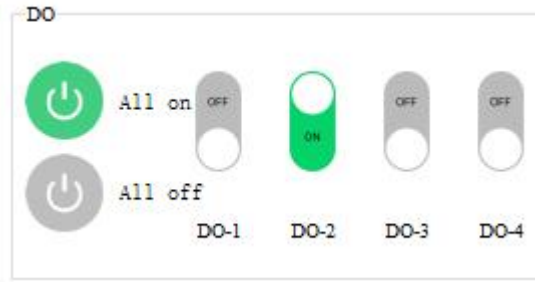 DO
All on
OFF
ON
OFF
OFF
All off
DO-1
DO-2
DO-3
DO-4